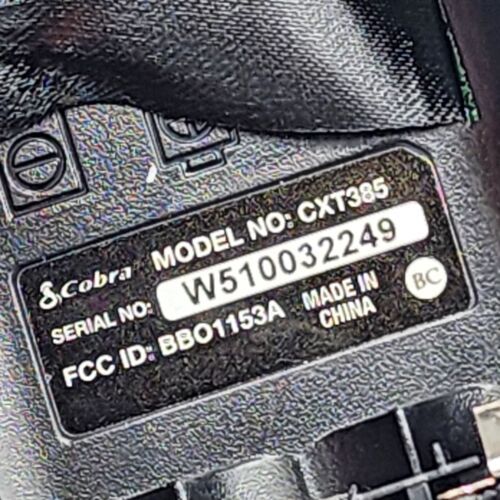 Cobra MODEL NO: CXT385
SERIAL NO: W510032249
FCC ID: BBO1153A MADE IN
CHINA
BC